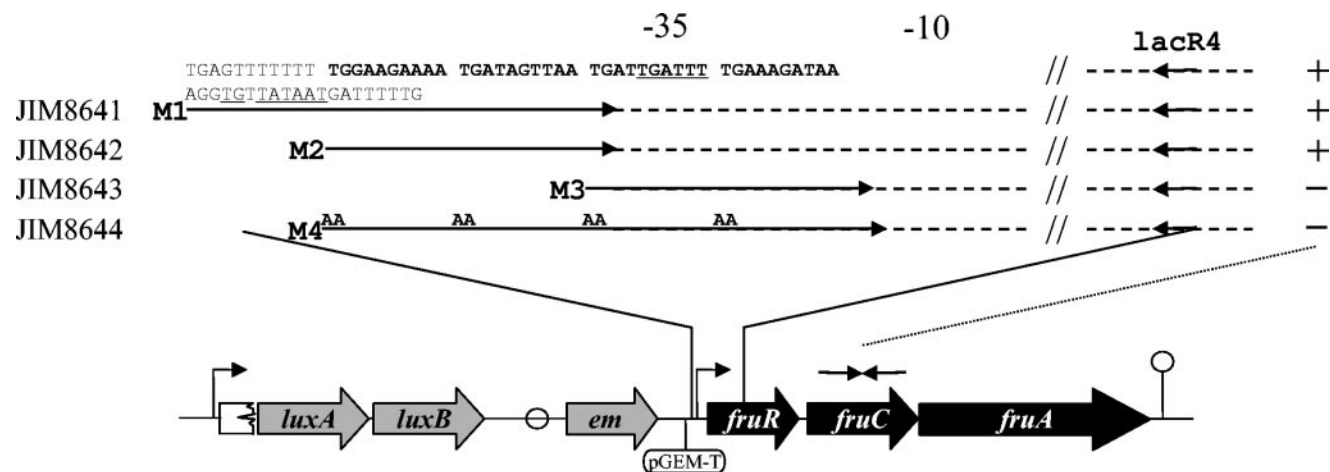 -35 -10 lacR4
TGAGTTTTTTT TGGAAGAAAA TGATAGTTAA TGATTGATTT TGAAAGATAA // +
AGGTGTTATAATGATTTTTG
JIM8641 M1 // +
JIM8642 M2 // +
JIM8643 M3 // −
AA AA AA AA
JIM8644 M4 // −
luxA luxB em fruR fruC fruA
pGEM-T